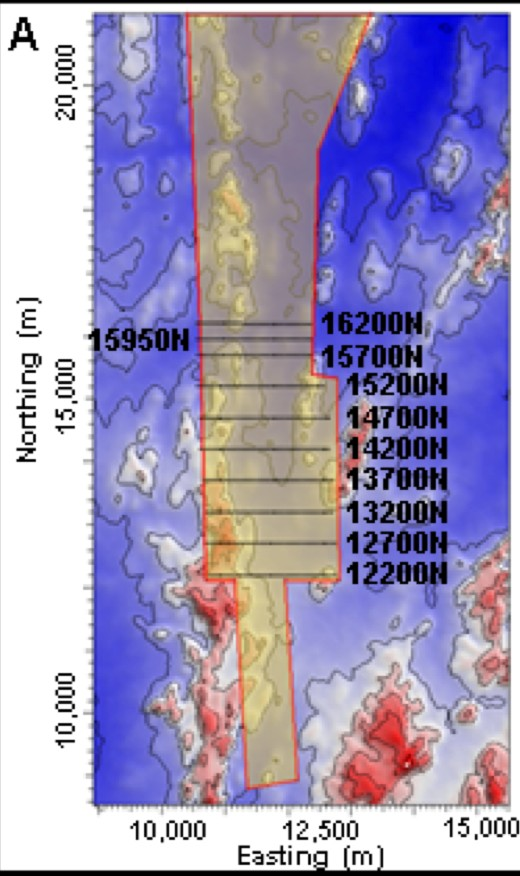 A
20,000
16200N
15950N
15700N
15200N
15,000
14700N
14200N
13700N
13200N
12700N
12200N
10,000
Northing (m)
10,000 12,500 15,000
Easting (m)